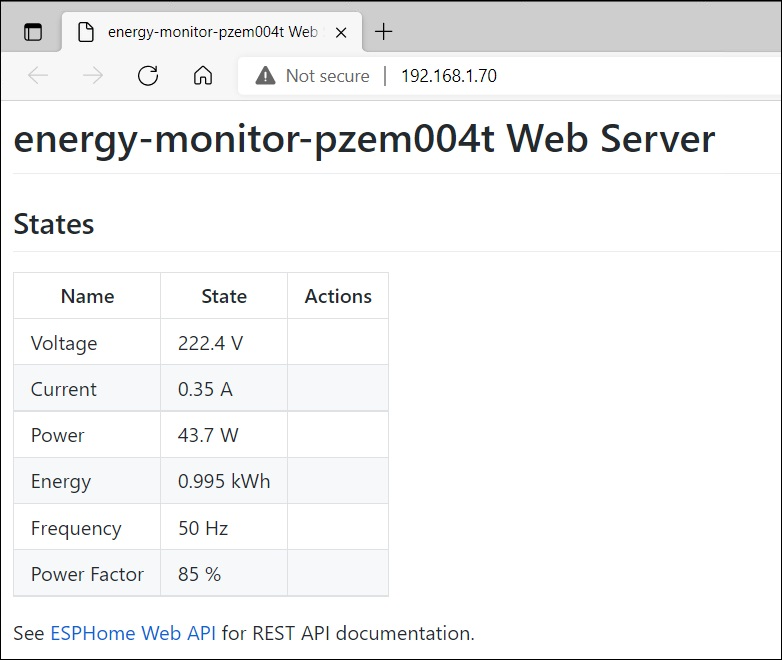 energy-monitor-pzem004t Web
Not secure | 192.168.1.70
energy-monitor-pzem004t Web Server
States
Name State Actions
Voltage 222.4 V
Current 0.35 A
Power 43.7 W
Energy 0.995 kWh
Frequency 50 Hz
Power Factor 85 %
See ESPHome Web API for REST API documentation.